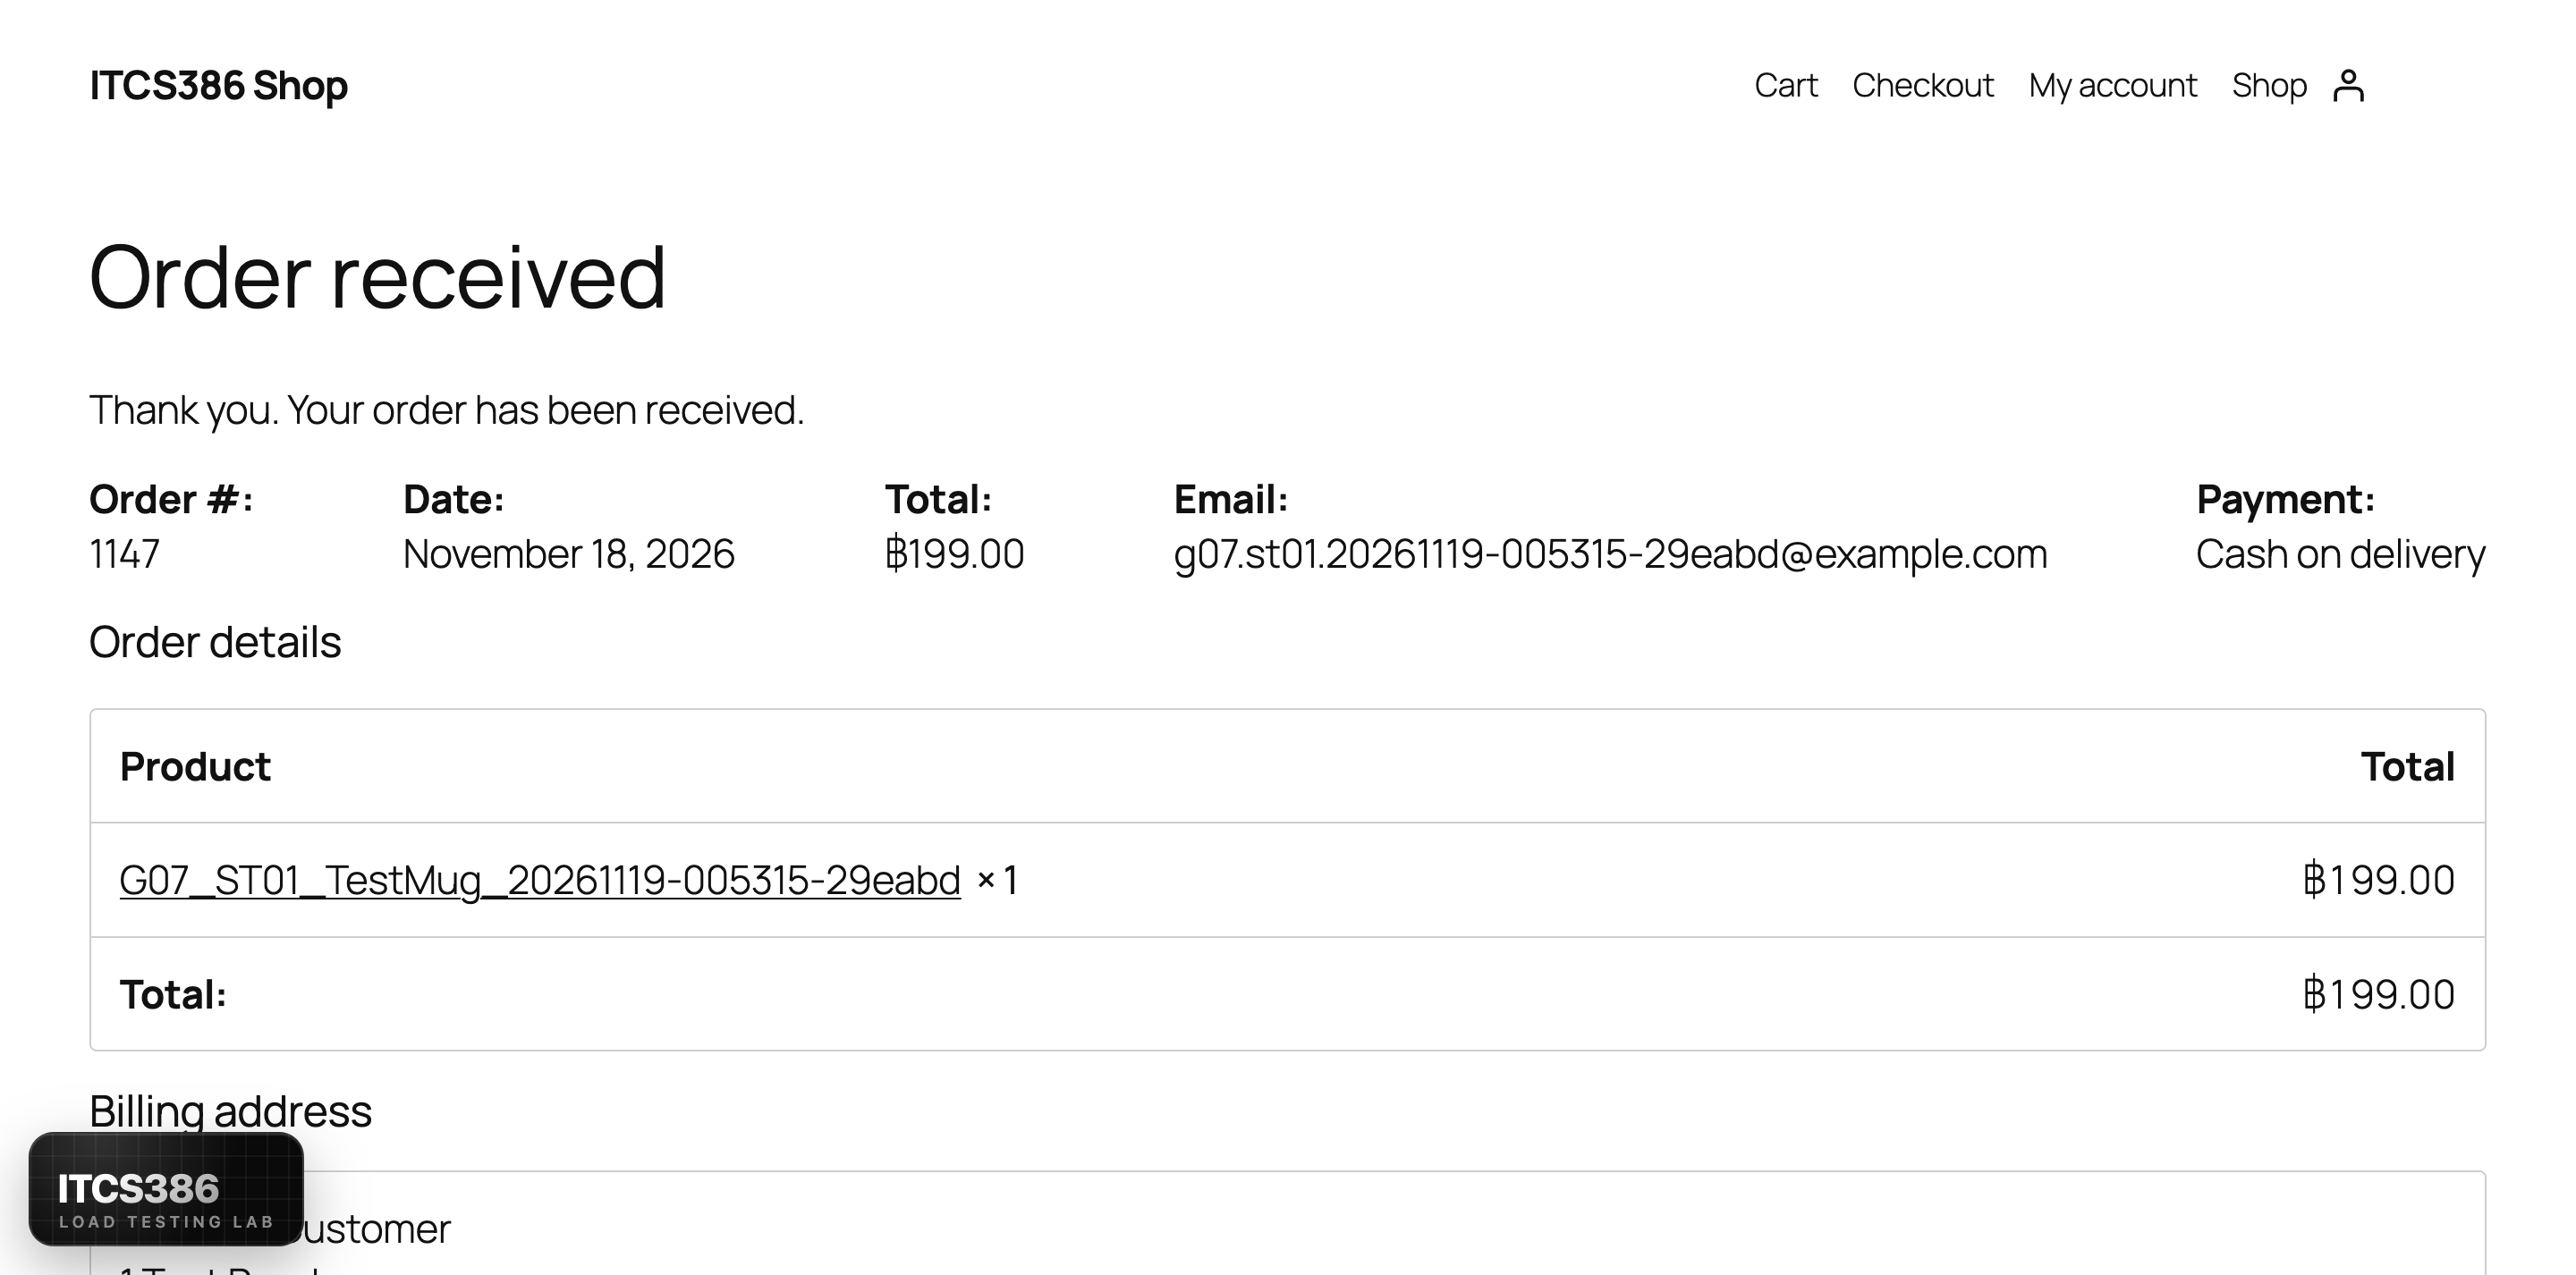 ITCS386 Shop
Cart Checkout My account Shop
Order received
Thank you. Your order has been received.
Order #: Date: Total: Email: Payment:
1147 November 18, 2026 ฿199.00 g07.st01.20261119-005315-29eabd@example.com Cash on delivery
Order details
Product Total
G07_ST01_TestMug_20261119-005315-29eabd × 1 ฿199.00
Total: ฿199.00
Billing address
ITCS386
LOAD TESTING LAB